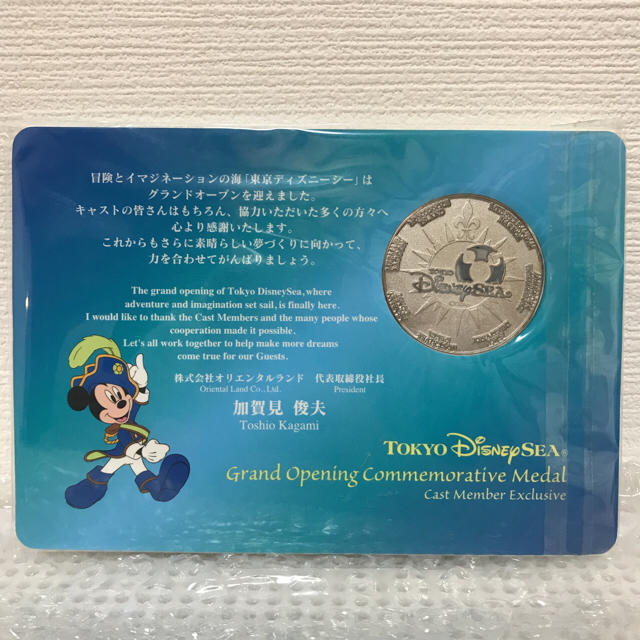 冒険とイマジネーションの海「東京ディズニーシー」は
グランドオープンを迎えました。
キャストの皆さんはもちろん、協力いただいた多くの方々へ
心より感謝いたします。
これからもさらに素晴らしい夢づくりに向かって、
力を合わせてがんばりましょう。
The grand opening of Tokyo DisneySea, where
adventure and imagination set sail, is finally here.
I would like to thank the Cast Members and the many people whose
cooperation made it possible.
Let's all work together to help make more dreams
come true for our Guests.
株式会社オリエンタルランド 代表取締役社長
Oriental Land Co., Ltd. President
加賀見 俊夫
Toshio Kagami
TOKYO
DISNEYSEA
TOKYO DISNEYSEA®
Grand Opening Commemorative Medal
Cast Member Exclusive